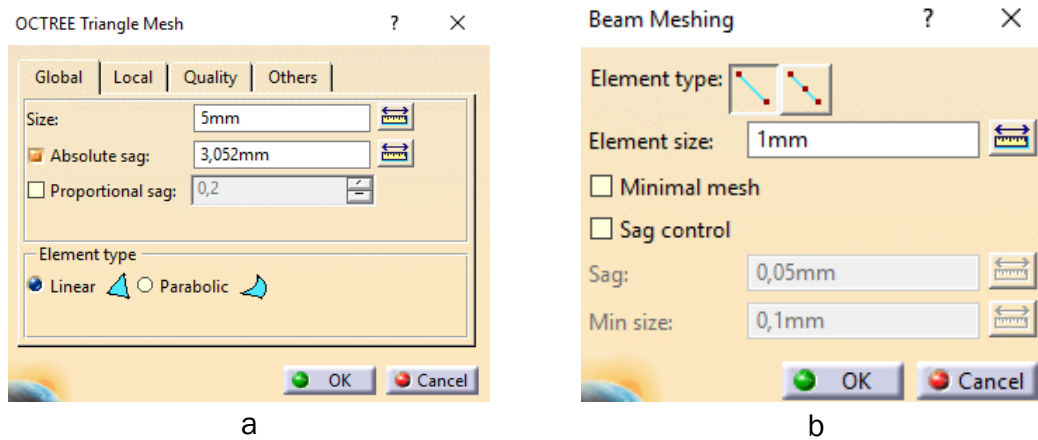 OCTREE Triangle Mesh ? ×
Global Local Quality Others
Size: 5mm
Absolute sag: 3,052mm
Proportional sag: 0,2
Element type
Linear Parabolic
OK Cancel
a
Beam Meshing ? ×
Element type:
Element size: 1mm
Minimal mesh
Sag control
Sag: 0,05mm
Min size: 0,1mm
OK Cancel
b